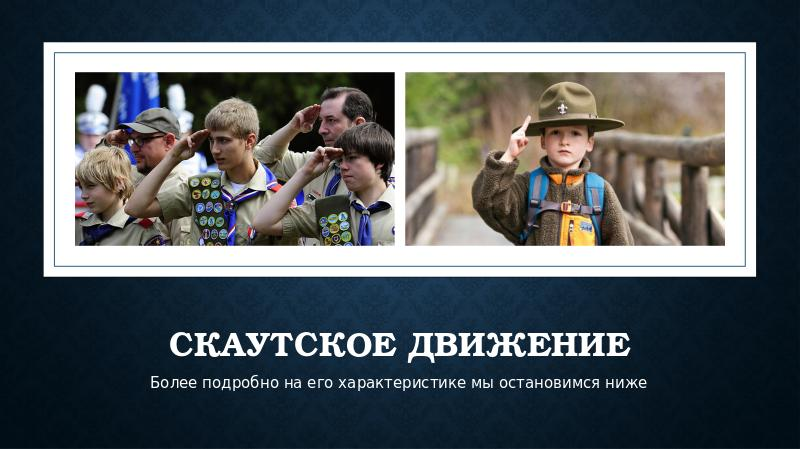 СКАУТСКОЕ ДВИЖЕНИЕ
Более подробно на его характеристике мы остановимся ниже